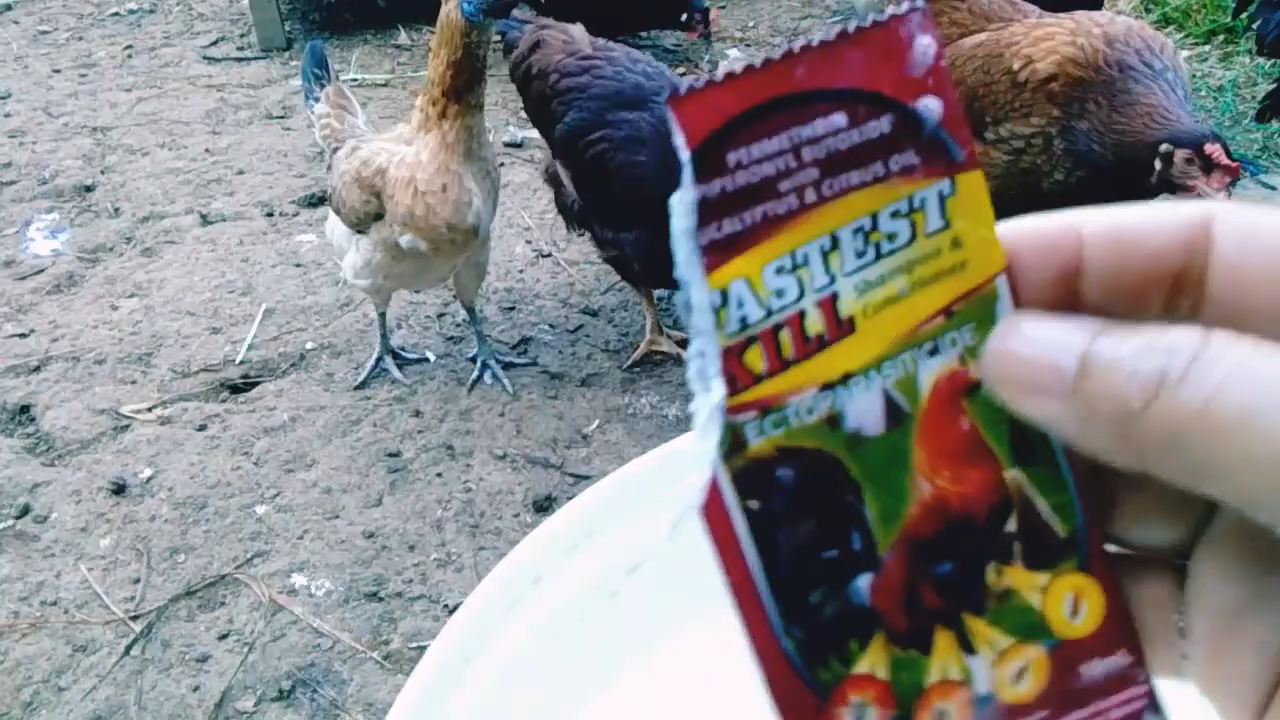 PERMETHRIN
PIPERONYL BUTOXIDE
with
EUCALYPTUS & CITRUS OIL
FASTEST
KILL
Shampoo &
Conditioner
ECTOPARASITICIDE